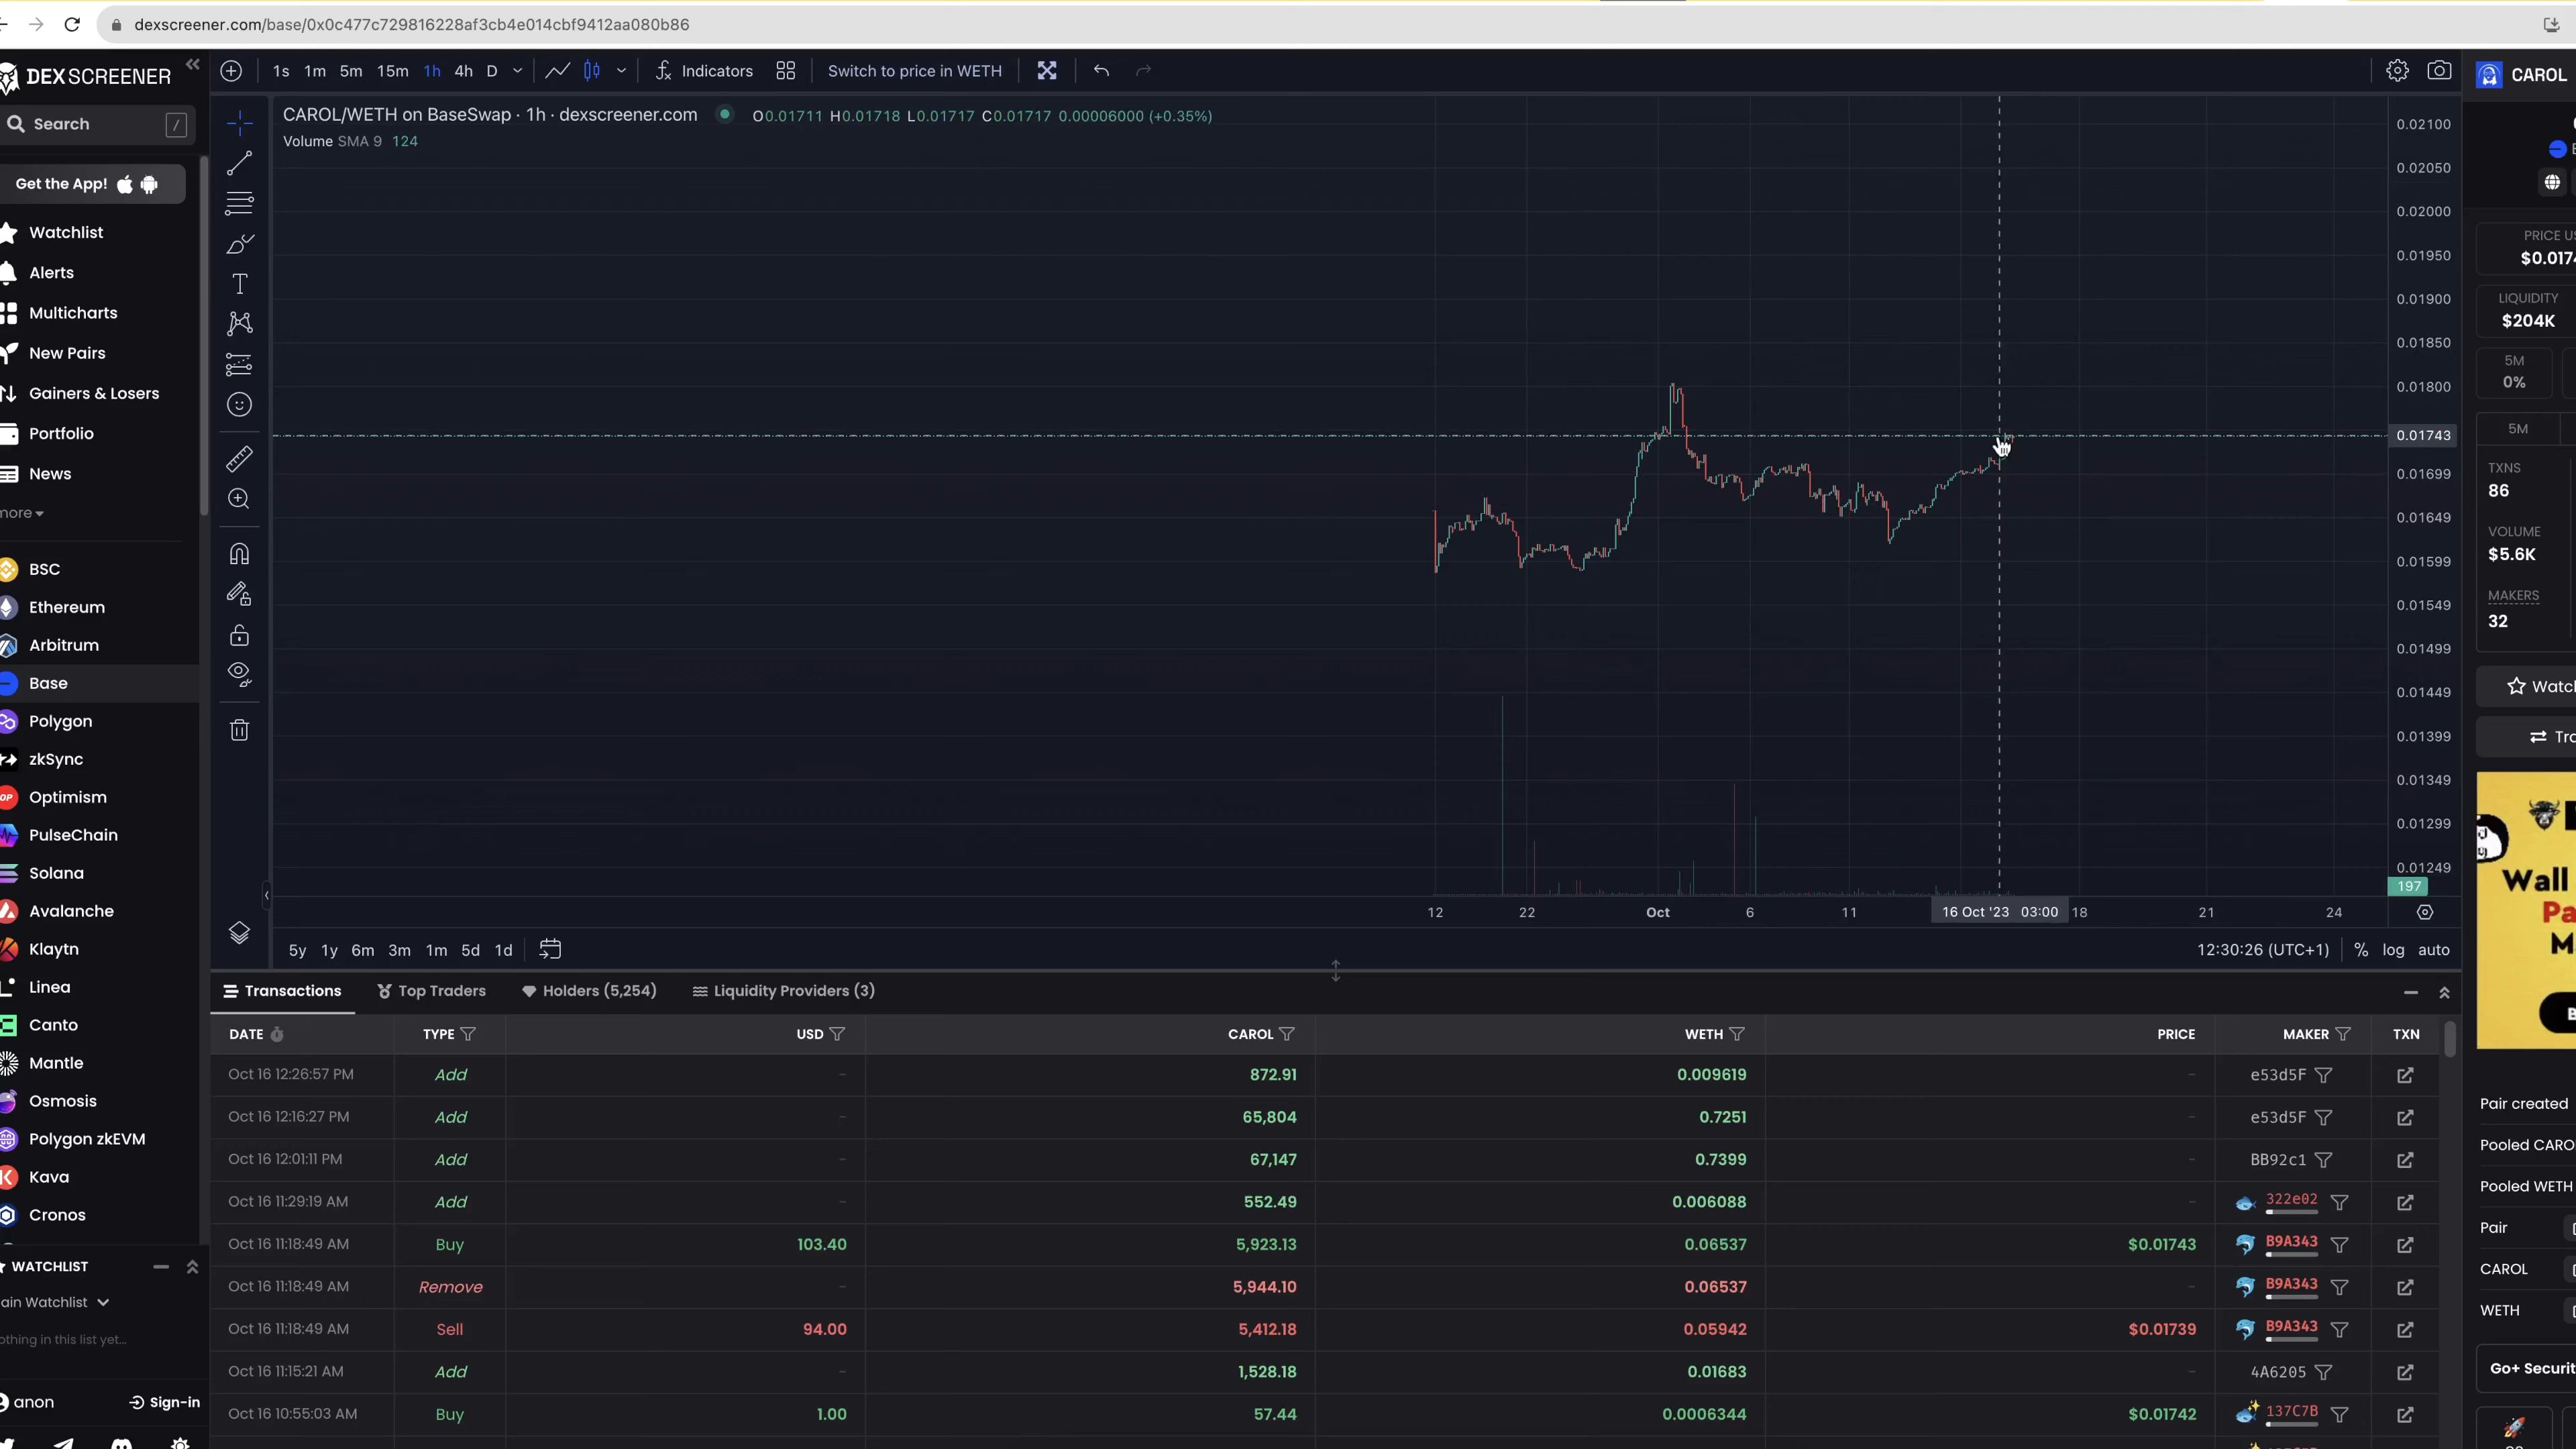 dexscreener.com/base/0x0c477c729816228af3cb4e014cbf9412aa080b86
DEX SCREENER
Search /
Get the App!
Watchlist
Alerts
Multicharts
New Pairs
Gainers & Losers
Portfolio
News
more
BSC
Ethereum
Arbitrum
Base
Polygon
zkSync
OP Optimism
PulseChain
Solana
Avalanche
Klaytn
Linea
Canto
Mantle
Osmosis
Polygon zkEVM
Kava
Cronos
WATCHLIST
ain Watchlist
othing in this list yet...
anon Sign-in
1s 1m 5m 15m 1h 4h D Indicators Switch to price in WETH
CAROL/WETH on BaseSwap · 1h · dexscreener.com O0.01711 H0.01718 L0.01717 C0.01717 0.00006000 (+0.35%)
Volume SMA 9 124
0.02100
0.02050
0.02000
0.01950
0.01900
0.01850
0.01800
0.01743
0.01699
0.01649
0.01599
0.01549
0.01499
0.01449
0.01399
0.01349
0.01299
0.01249
197
12 22 Oct 6 11 16 Oct '23 03:00 18 21 24
5y 1y 6m 3m 1m 5d 1d 12:30:26 (UTC+1) % log auto
Transactions Top Traders Holders (5,254) Liquidity Providers (3)
DATE TYPE USD CAROL WETH PRICE MAKER TXN
Oct 16 12:26:57 PM Add - 872.91 0.009619 - e53d5F
Oct 16 12:16:27 PM Add - 65,804 0.7251 - e53d5F
Oct 16 12:01:11 PM Add - 67,147 0.7399 - BB92c1
Oct 16 11:29:19 AM Add - 552.49 0.006088 - 322e02
Oct 16 11:18:49 AM Buy 103.40 5,923.13 0.06537 $0.01743 B9A343
Oct 16 11:18:49 AM Remove - 5,944.10 0.06537 - B9A343
Oct 16 11:18:49 AM Sell 94.00 5,412.18 0.05942 $0.01739 B9A343
Oct 16 11:15:21 AM Add - 1,528.18 0.01683 - 4A6205
Oct 16 10:55:03 AM Buy 1.00 57.44 0.0006344 $0.01742 137C7B
CAROL
PRICE US
$0.0174
LIQUIDITY
$204K
5M
0%
5M
TXNS
86
VOLUME
$5.6K
MAKERS
32
Watch
Tra
Wall
Pa
M
Pair created
Pooled CARO
Pooled WETH
Pair
CAROL
WETH
Go+ Securit